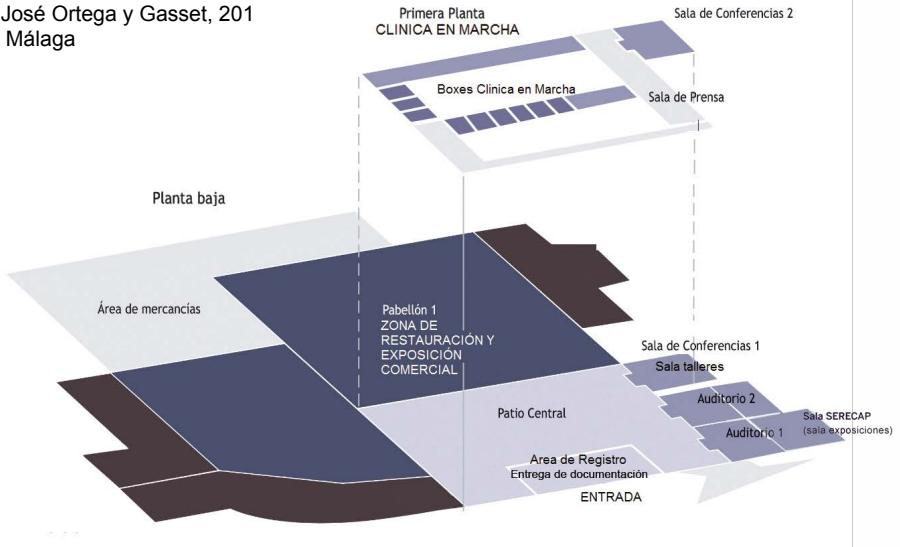 José Ortega y Gasset, 201
Málaga
Primera Planta
CLINICA EN MARCHA
Sala de Conferencias 2
Boxes Clinica en Marcha
Sala de Prensa
Planta baja
Área de mercancías
Pabellón 1
ZONA DE
RESTAURACIÓN Y
EXPOSICIÓN
COMERCIAL
Sala de Conferencias 1
Sala talleres
Patio Central
Auditorio 2
Sala SERECAP
(sala exposiciones)
Auditorio 1
Area de Registro
Entrega de documentación
ENTRADA